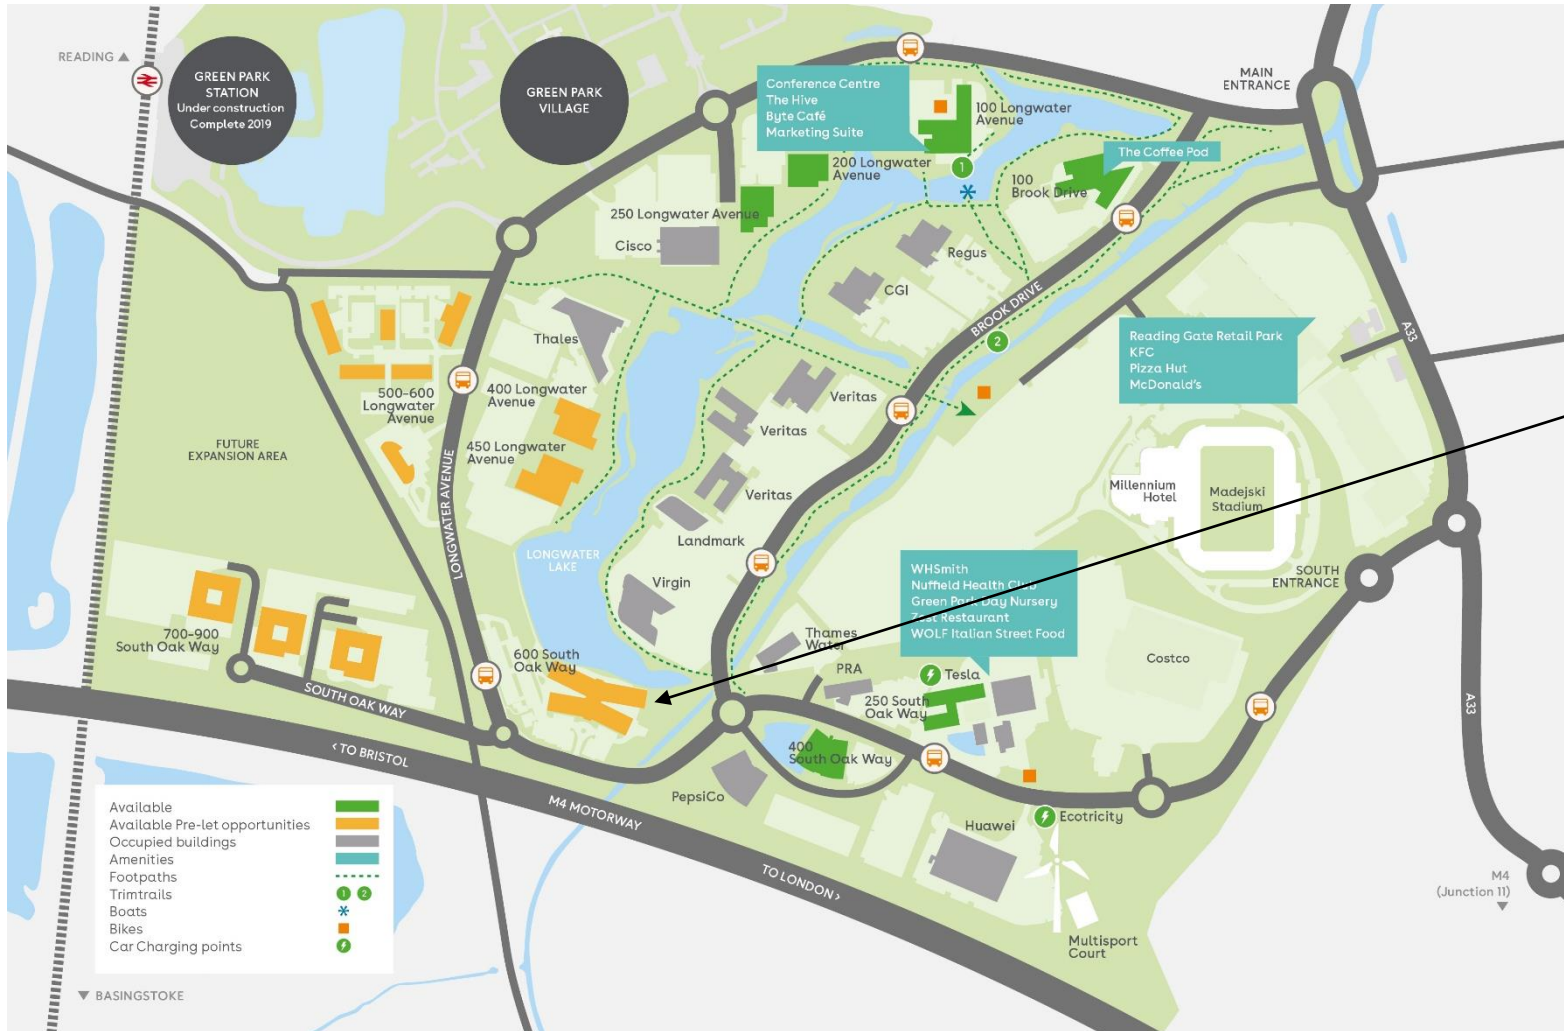 READING ▲
GREEN PARK
STATION
Under construction
Complete 2019
GREEN PARK
VILLAGE
MAIN
ENTRANCE
Conference Centre
The Hive
Byte Café
Marketing Suite
100 Longwater
Avenue
The Coffee Pod
200 Longwater
Avenue
1
100
Brook Drive
250 Longwater Avenue
Cisco
Regus
CGI
BROOK DRIVE
A33
2
Thales
Reading Gate Retail Park
KFC
Pizza Hut
McDonald's
500-600
Longwater
Avenue
400 Longwater
Avenue
Veritas
Veritas
FUTURE
EXPANSION AREA
450 Longwater
Avenue
Veritas
LONGWATER AVENUE
Millennium
Hotel
Madejski
Stadium
Landmark
LONGWATER
LAKE
Virgin
WHSmith
Nuffield Health Club
Green Park Day Nursery
Zest Restaurant
WOLF Italian Street Food
SOUTH
ENTRANCE
700-900
South Oak Way
600 South
Oak Way
Thames
Water
PRA
Tesla
Costco
250 South
Oak Way
SOUTH OAK WAY
A33
‹ TO BRISTOL
400
South Oak Way
PepsiCo
M4 MOTORWAY
Huawei
Ecotricity
TO LONDON ›
M4
(Junction 11)
▼
Multisport
Court
Available
Available Pre-let opportunities
Occupied buildings
Amenities
Footpaths
Trimtrails 1 2
Boats
Bikes
Car Charging points
▼ BASINGSTOKE